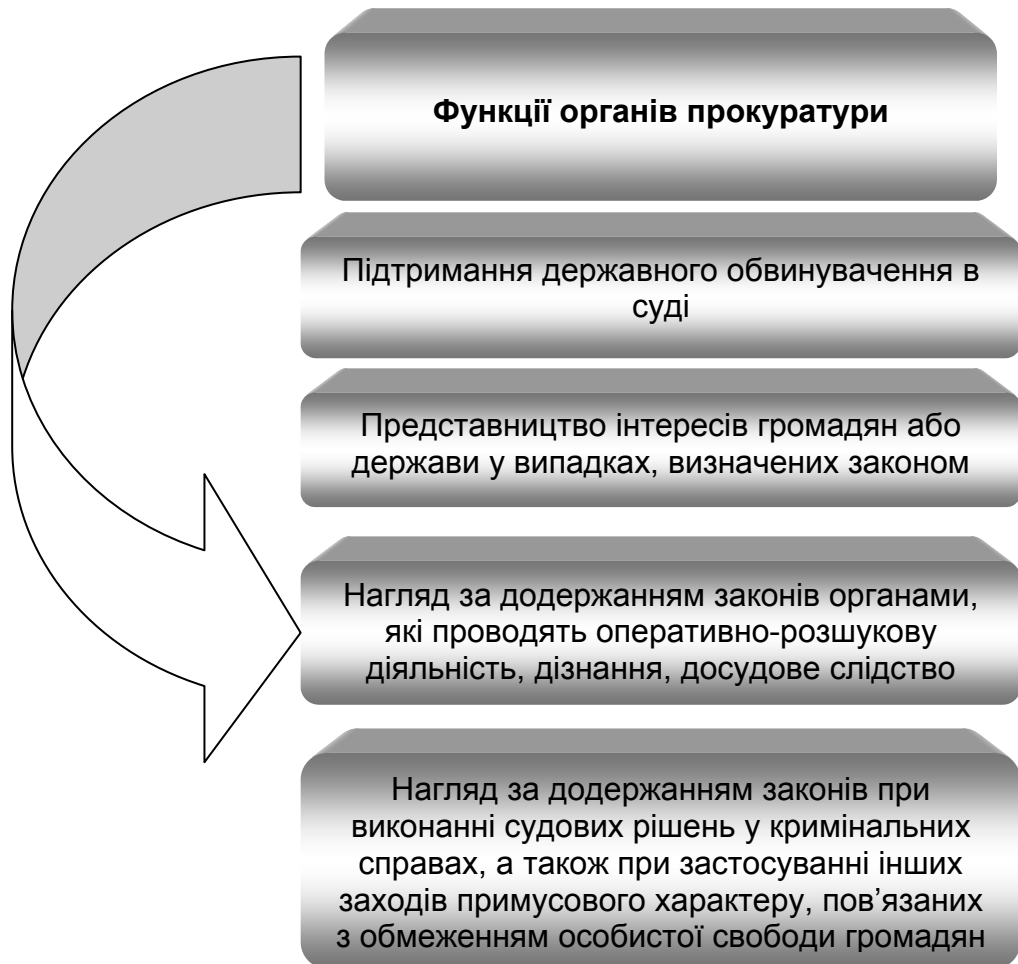 Функції органів прокуратури
Підтримання державного обвинувачення в
суді
Представництво інтересів громадян або
держави у випадках, визначених законом
Нагляд за додержанням законів органами,
які проводять оперативно-розшукову
діяльність, дізнання, досудове слідство
Нагляд за додержанням законів при
виконанні судових рішень у кримінальних
справах, а також при застосуванні інших
заходів примусового характеру, пов’язаних
з обмеженням особистої свободи громадян